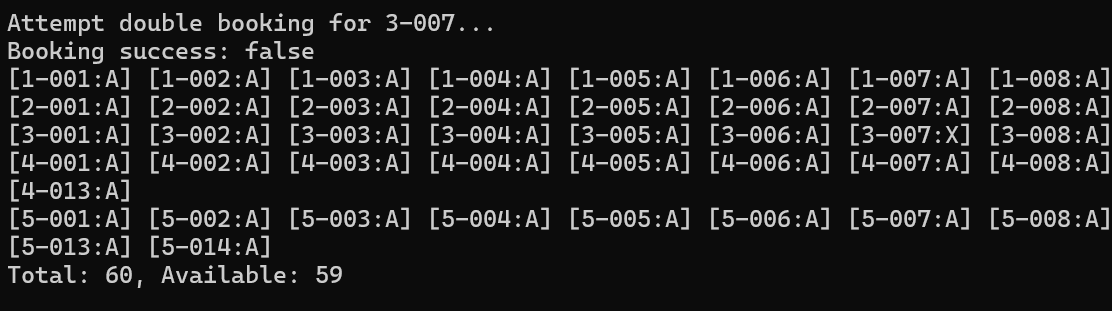 Attempt double booking for 3-007...
Booking success: false
[1-001:A] [1-002:A] [1-003:A] [1-004:A] [1-005:A] [1-006:A] [1-007:A] [1-008:A]
[2-001:A] [2-002:A] [2-003:A] [2-004:A] [2-005:A] [2-006:A] [2-007:A] [2-008:A]
[3-001:A] [3-002:A] [3-003:A] [3-004:A] [3-005:A] [3-006:A] [3-007:X] [3-008:A]
[4-001:A] [4-002:A] [4-003:A] [4-004:A] [4-005:A] [4-006:A] [4-007:A] [4-008:A]
[4-013:A]
[5-001:A] [5-002:A] [5-003:A] [5-004:A] [5-005:A] [5-006:A] [5-007:A] [5-008:A]
[5-013:A] [5-014:A]
Total: 60, Available: 59